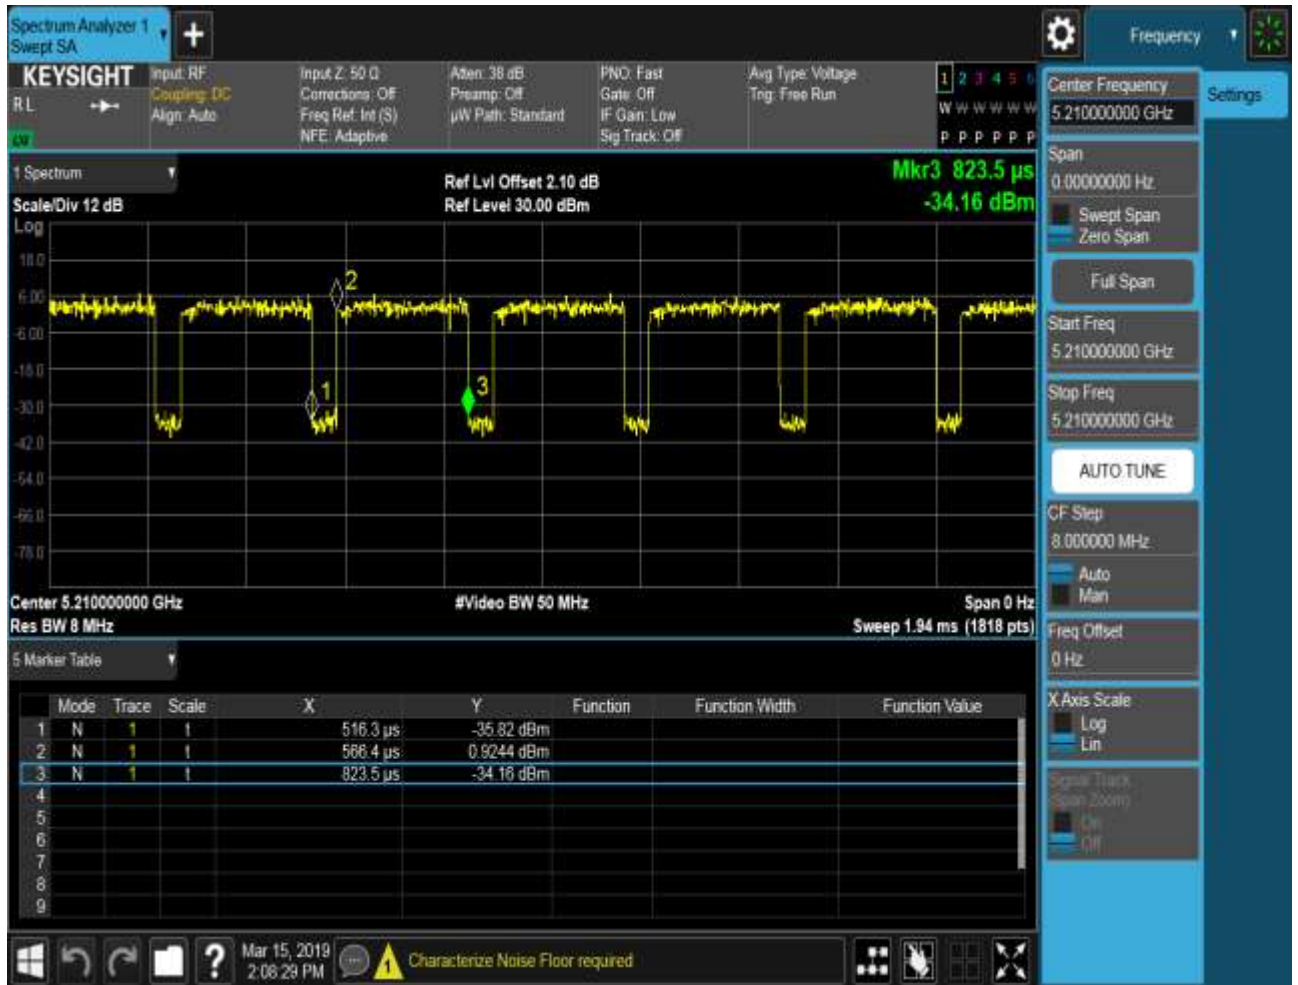 Spectrum Analyzer 1
Swept SA
+
Frequency
KEYSIGHT
RL
Input: RF
Coupling: DC
Align: Auto
Input Z: 50 Ω
Corrections: Off
Freq Ref: Int (S)
NFE: Adaptive
Atten: 38 dB
Preamp: Off
µW Path: Standard
PNO: Fast
Gate: Off
IF Gain: Low
Sig Track: Off
Avg Type: Voltage
Trig: Free Run
1 2 3 4 5 6
W W W W W W
P P P P P P
Center Frequency
5.210000000 GHz
Settings
Span
0.00000000 Hz
Swept Span
Zero Span
Full Span
Start Freq
5.210000000 GHz
Stop Freq
5.210000000 GHz
AUTO TUNE
CF Step
8.000000 MHz
Auto
Man
Freq Offset
0 Hz
X Axis Scale
Log
Lin
Signal Track
(Span Zoom)
On
Off
1 Spectrum
Scale/Div 12 dB
Log
Ref Lvl Offset 2.10 dB
Ref Level 30.00 dBm
Mkr3 823.5 µs
-34.16 dBm
18.0
6.00
-6.00
-18.0
-30.0
-42.0
-54.0
-66.0
-78.0
1
2
3
Center 5.210000000 GHz
#Video BW 50 MHz
Span 0 Hz
Res BW 8 MHz
Sweep 1.94 ms (1818 pts)
5 Marker Table
Mode Trace Scale X Y Function Function Width Function Value
1 N 1 t 516.3 µs -35.82 dBm
2 N 1 t 566.4 µs 0.9244 dBm
3 N 1 t 823.5 µs -34.16 dBm
4
5
6
7
8
9
?
Mar 15, 2019
2:08:29 PM
1
Characterize Noise Floor required